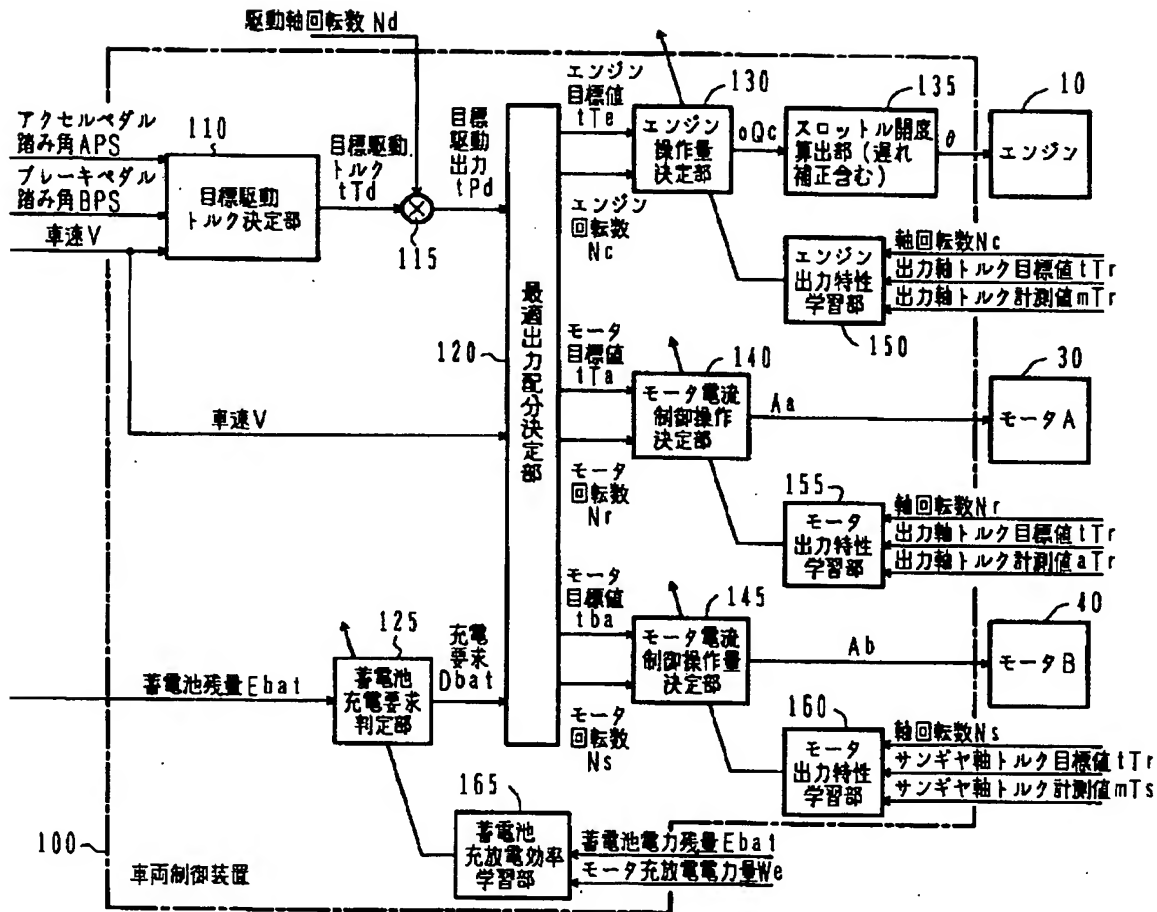 駆動軸回転数 Nd
アクセルペダル
踏み角APS
ブレーキペダル
踏み角BPS
車速V
110
目標駆動
トルク決定部
目標駆動
トルク
tTd
115
目標
駆動
出力
tPd
120
最適出力配分決定部
車速V
エンジン
目標値
tTe
エンジン
回転数
Nc
130
エンジン
操作量
決定部
oQc
135
スロットル開度
算出部(遅れ
補正含む)
θ
10
エンジン
エンジン
出力特性
学習部
150
軸回転数Nc
出力軸トルク目標値tTr
出力軸トルク計測値mTr
モータ
目標値
tTa
モータ
回転数
Nr
140
モータ電流
制御操作
決定部
Aa
30
モータA
155
モータ
出力特性
学習部
軸回転数Nr
出力軸トルク目標値tTr
出力軸トルク計測値aTr
モータ
目標値
tba
モータ
回転数
Ns
145
モータ電流
制御操作量
決定部
Ab
40
モータB
160
モータ
出力特性
学習部
軸回転数Ns
サンギヤ軸トルク目標値tTr
サンギヤ軸トルク計測値mTs
蓄電池残量Ebat
125
蓄電池
充電要求
判定部
充電
要求
Dbat
165
蓄電池
充放電効率
学習部
蓄電池電力残量Ebat
モータ充放電電力量We
100
車両制御装置